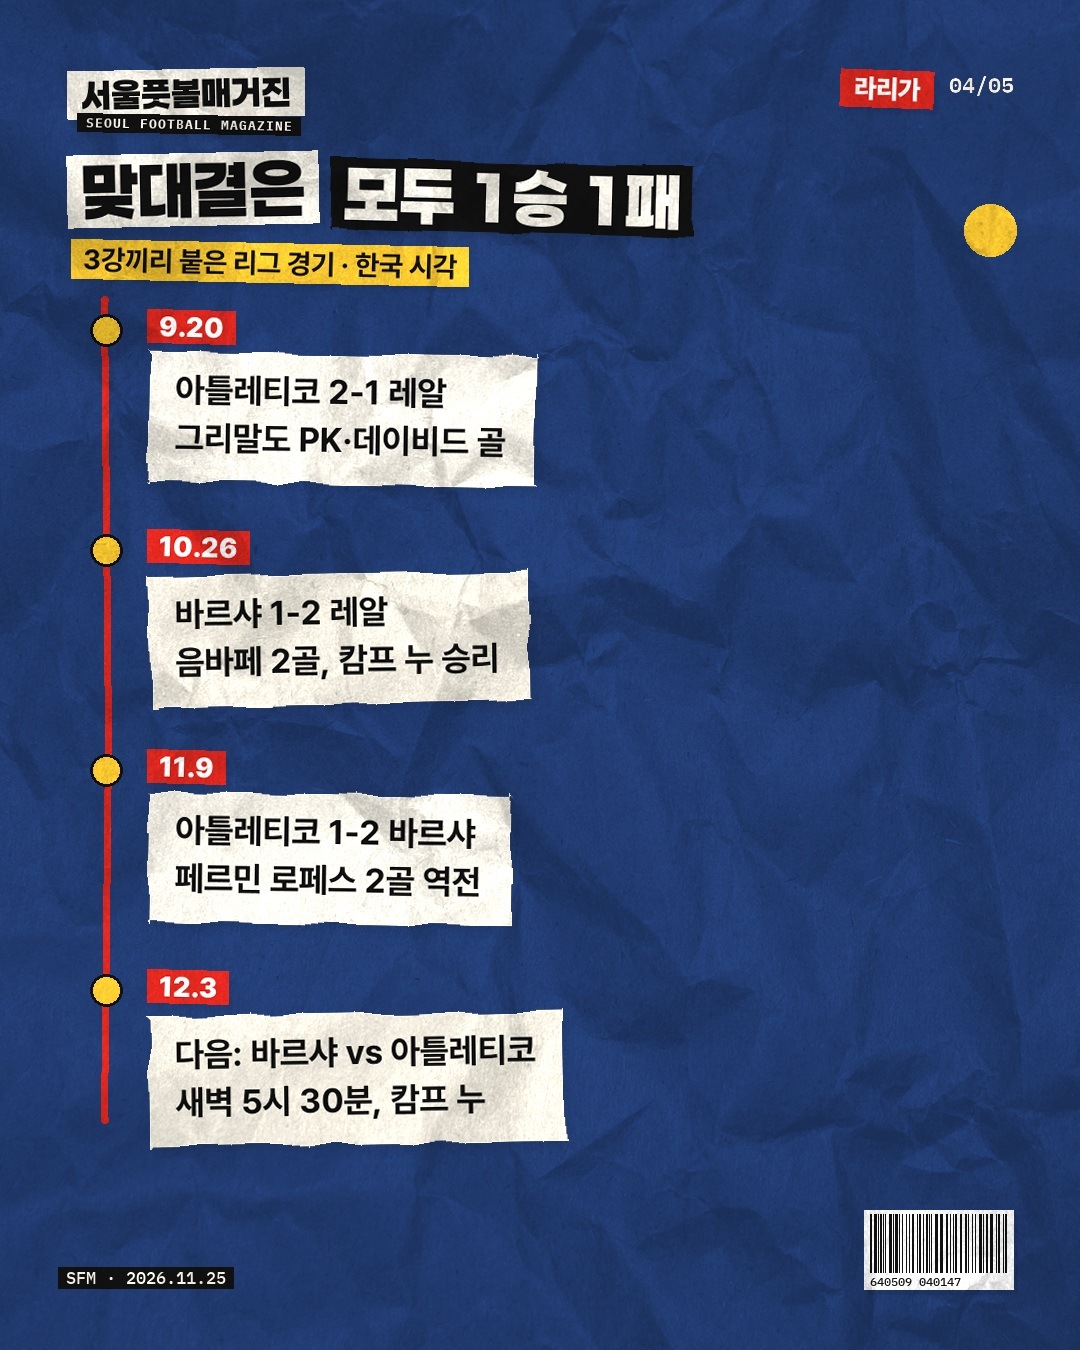 서울풋볼매거진
SEOUL FOOTBALL MAGAZINE
라리가 04/05
맞대결은 모두 1승 1패
3강끼리 붙은 리그 경기 · 한국 시각
9.20
아틀레티코 2-1 레알
그리말도 PK·데이비드 골
10.26
바르샤 1-2 레알
음바페 2골, 캄프 누 승리
11.9
아틀레티코 1-2 바르샤
페르민 로페스 2골 역전
12.3
다음: 바르샤 vs 아틀레티코
새벽 5시 30분, 캄프 누
SFM · 2026.11.25
640509 040147